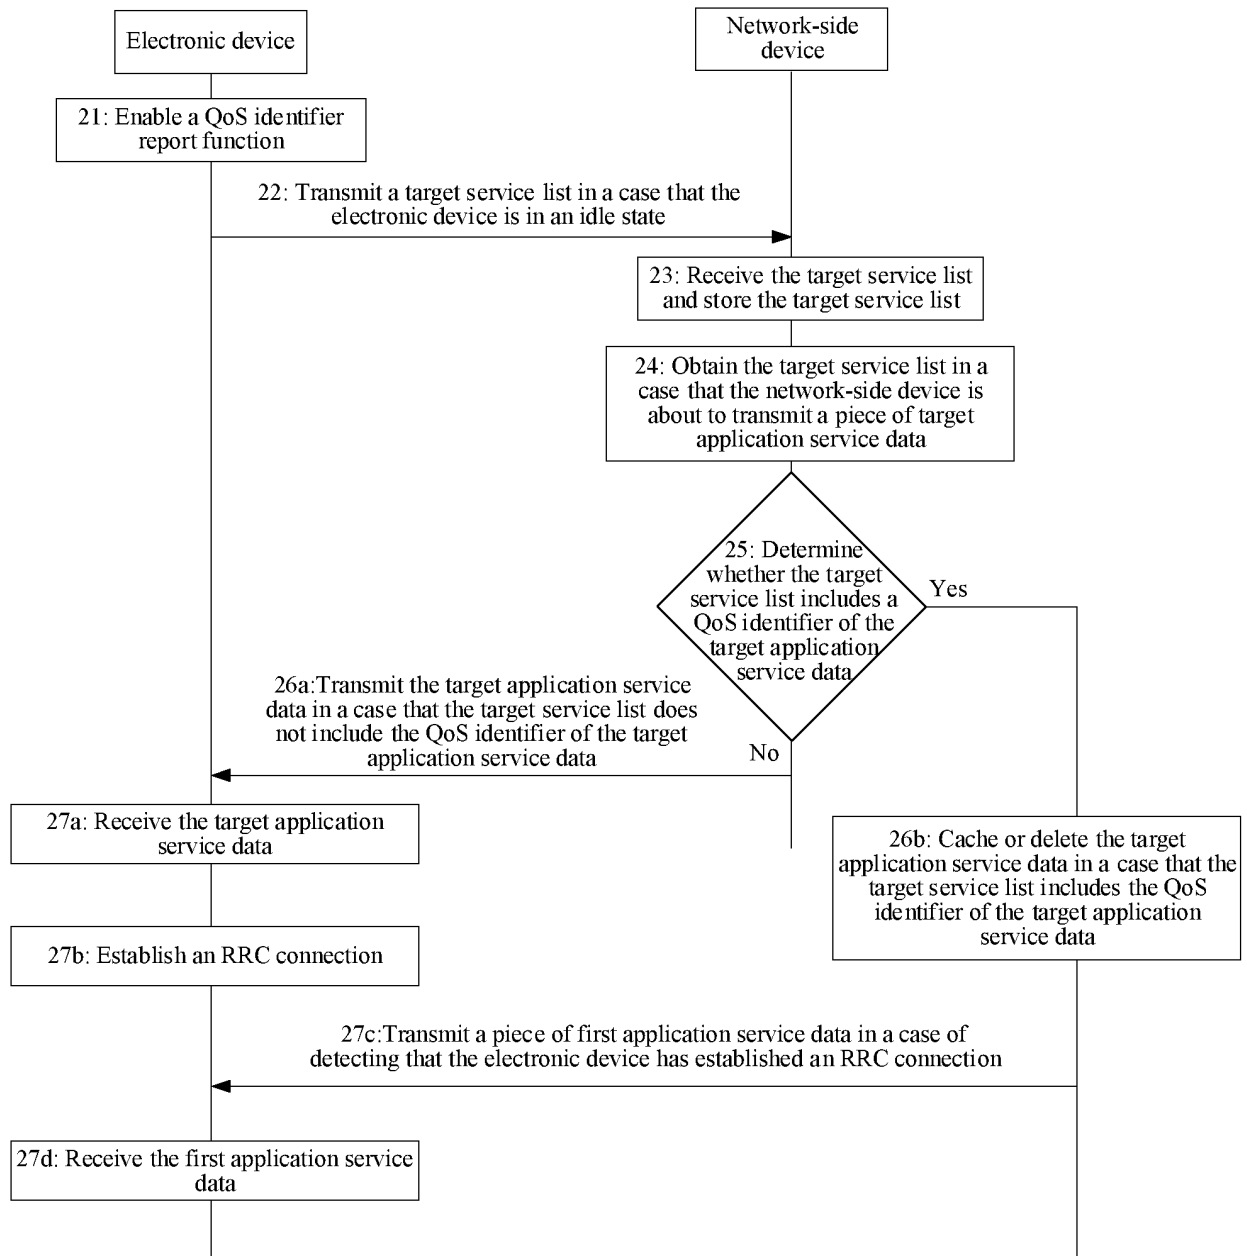 Electronic device
Network-side
device
21: Enable a QoS identifier
report function
22: Transmit a target service list in a case that the
electronic device is in an idle state
23: Receive the target service list
and store the target service list
24: Obtain the target service list in a
case that the network-side device is
about to transmit a piece of target
application service data
25: Determine
whether the target
service list includes a
QoS identifier of the
target application
service data
Yes
26a:Transmit the target application service
data in a case that the target service list does
not include the QoS identifier of the target
application service data
No
27a: Receive the target application
service data
26b: Cache or delete the target
application service data in a case that the
target service list includes the QoS
identifier of the target application
service data
27b: Establish an RRC connection
27c:Transmit a piece of first application service data in a case of
detecting that the electronic device has established an RRC connection
27d: Receive the first application service
data